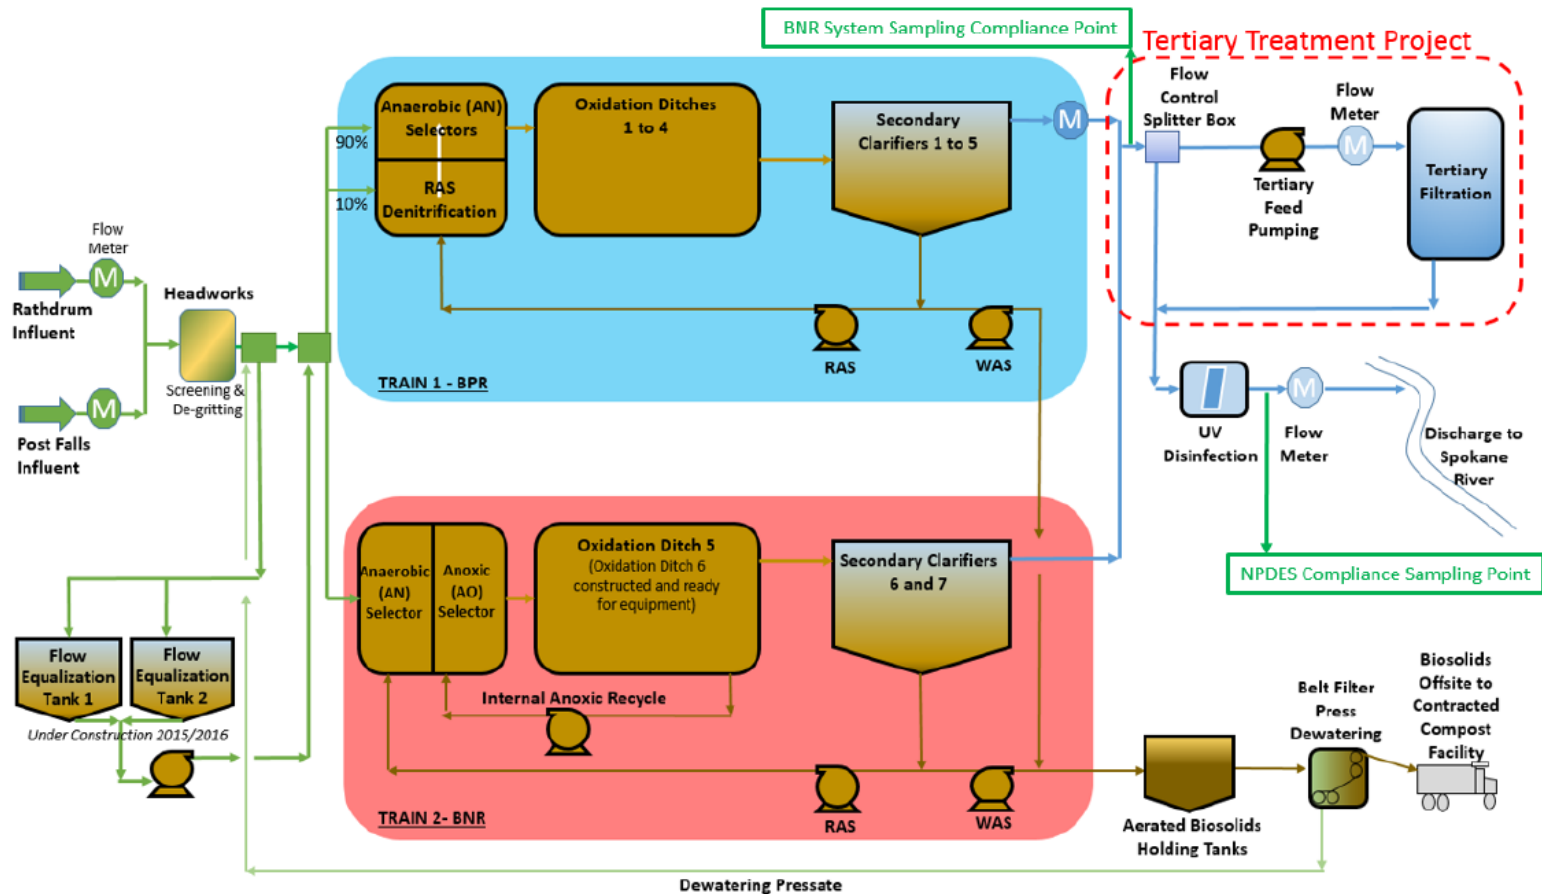 BNR System Sampling Compliance Point
Tertiary Treatment Project
Flow
Control
Splitter Box
Flow
Meter
M
Tertiary
Feed
Pumping
Tertiary
Filtration
Anaerobic (AN)
Selectors
90%
RAS
Denitrification
10%
Oxidation Ditches
1 to 4
Secondary
Clarifiers 1 to 5
M
RAS
WAS
TRAIN 1 - BPR
Flow
Meter
M
Rathdrum
Influent
M
Post Falls
Influent
Headworks
Screening &
De-gritting
UV
Disinfection
M
Flow
Meter
Discharge to
Spokane
River
NPDES Compliance Sampling Point
Anaerobic
(AN)
Selector
Anoxic
(AO)
Selector
Oxidation Ditch 5
(Oxidation Ditch 6
constructed and ready
for equipment)
Secondary Clarifiers
6 and 7
Internal Anoxic Recycle
RAS
WAS
TRAIN 2- BNR
Flow
Equalization
Tank 1
Flow
Equalization
Tank 2
Under Construction 2015/2016
Aerated Biosolids
Holding Tanks
Belt Filter
Press
Dewatering
Biosolids
Offsite to
Contracted
Compost
Facility
Dewatering Pressate